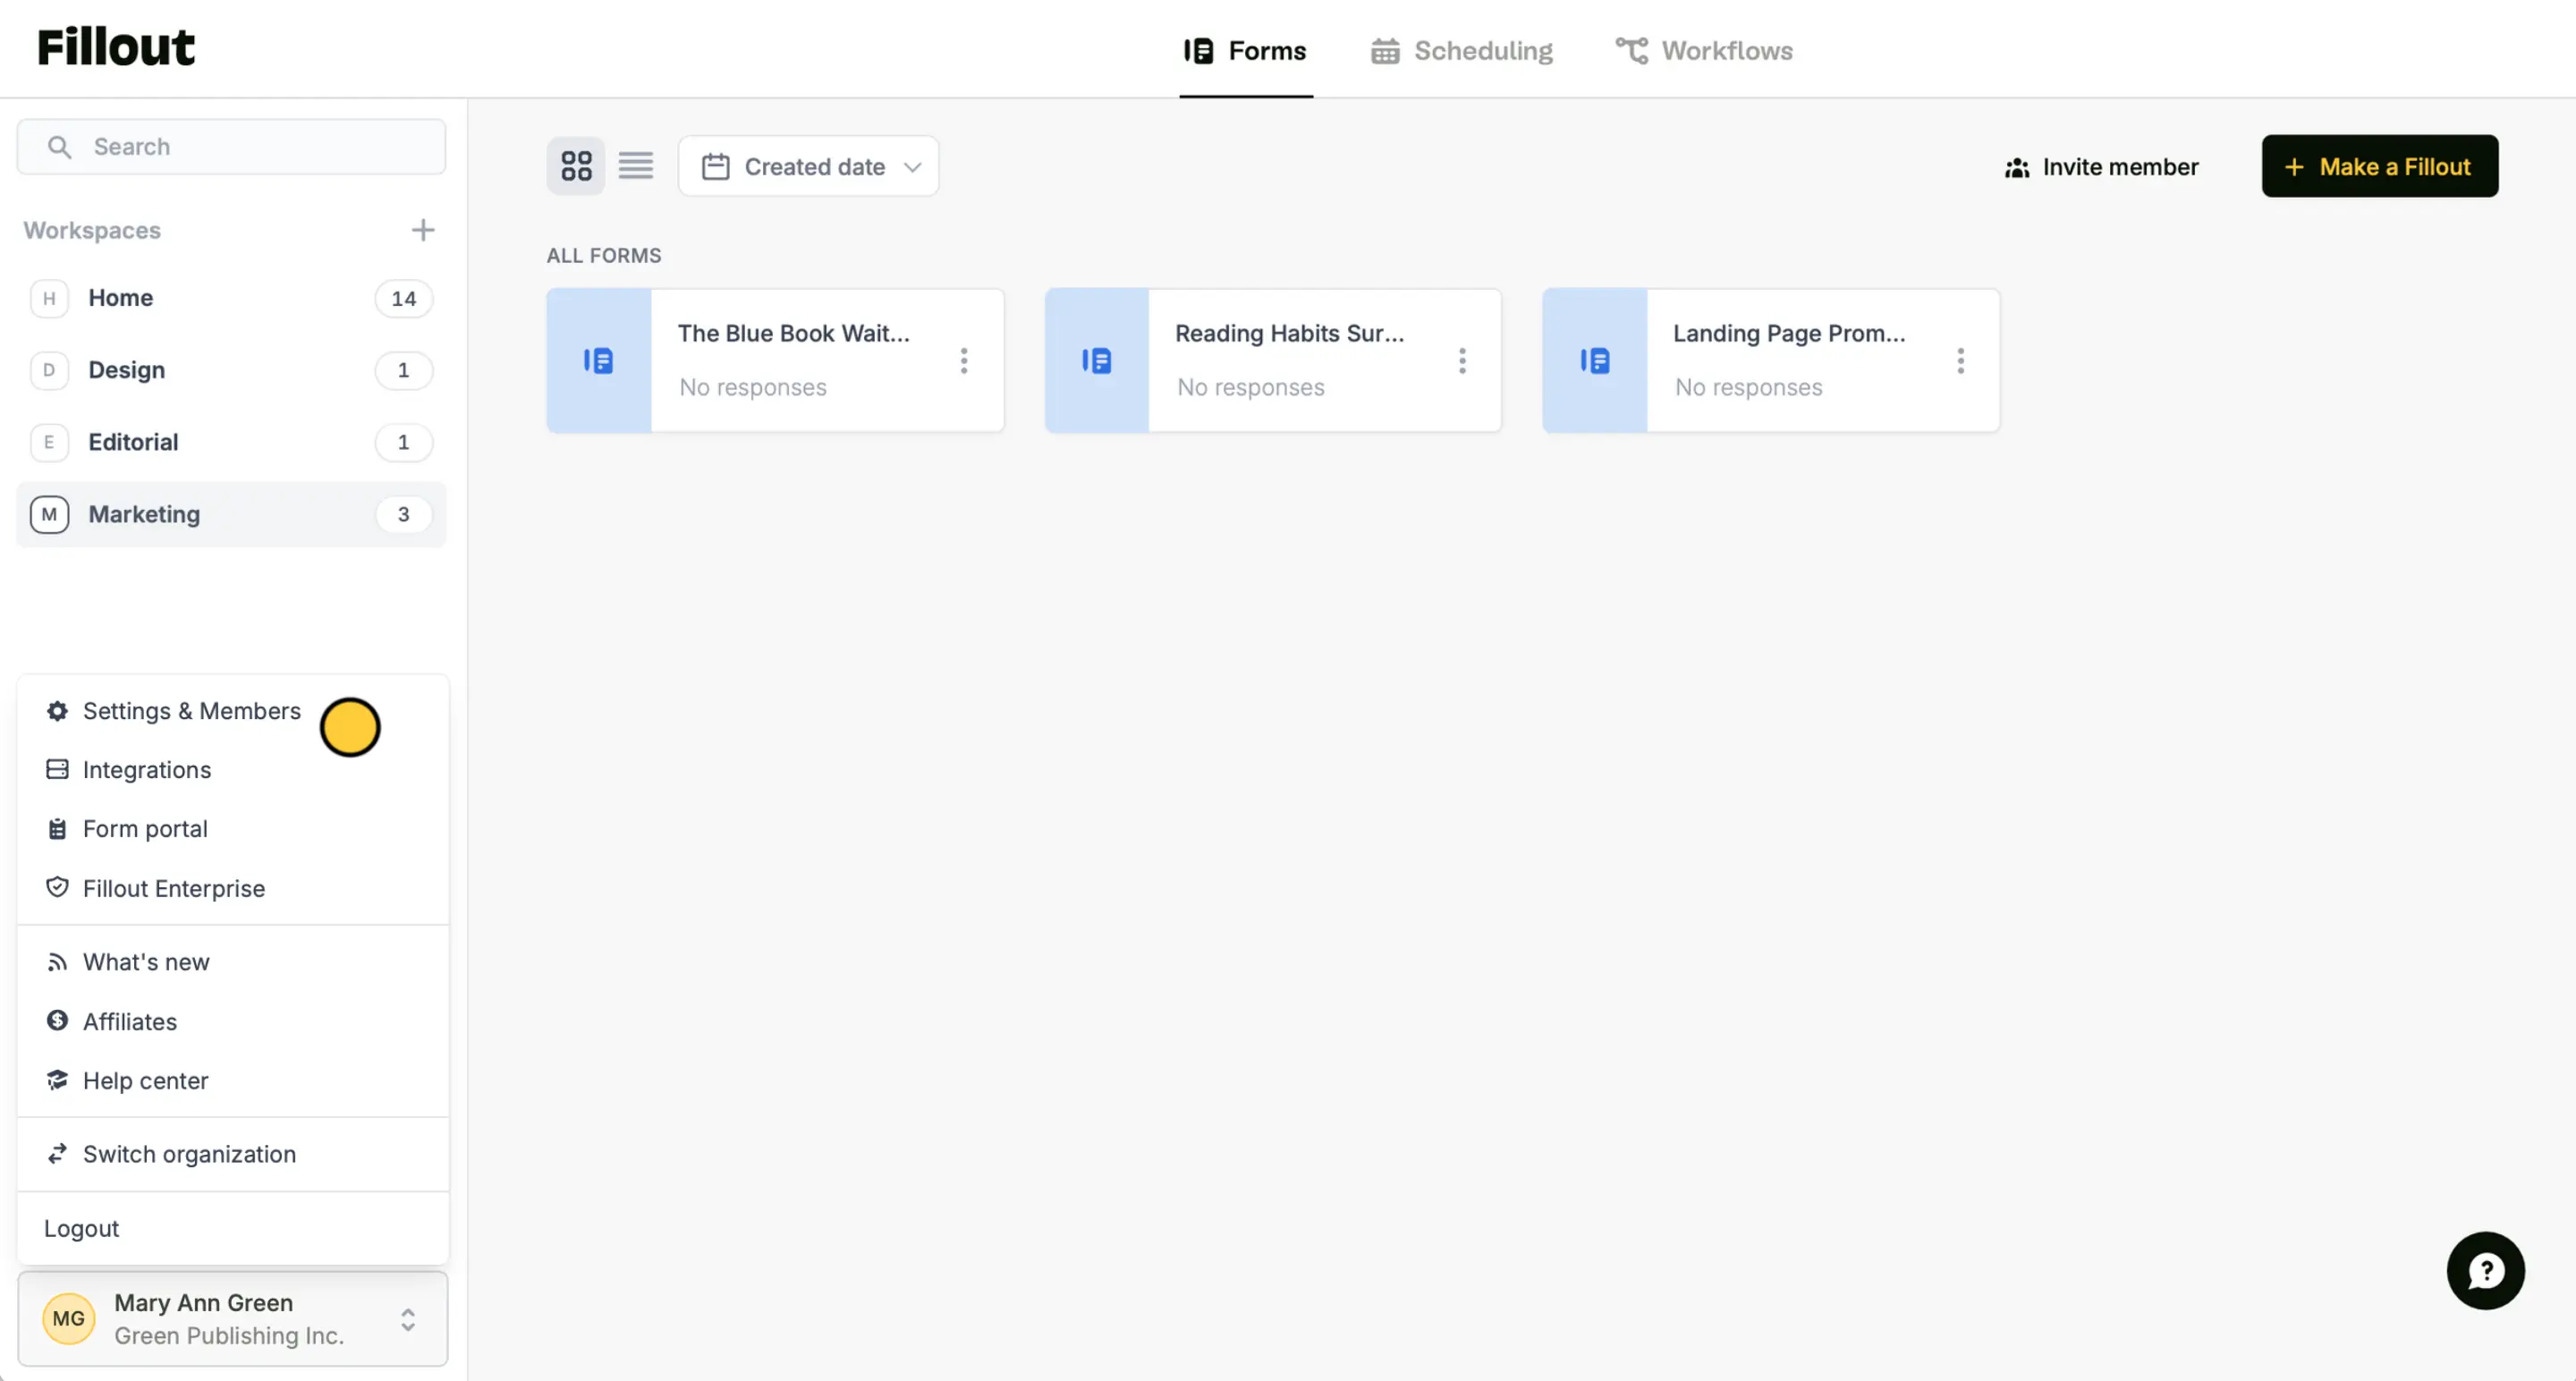 Fillout
Forms
Scheduling
Workflows
Search
Created date
Invite member
+ Make a Fillout
Workspaces
ALL FORMS
H Home 14
D Design 1
E Editorial 1
M Marketing 3
The Blue Book Wait...
No responses
Reading Habits Sur...
No responses
Landing Page Prom...
No responses
Settings & Members
Integrations
Form portal
Fillout Enterprise
What's new
Affiliates
Help center
Switch organization
Logout
MG
Mary Ann Green
Green Publishing Inc.